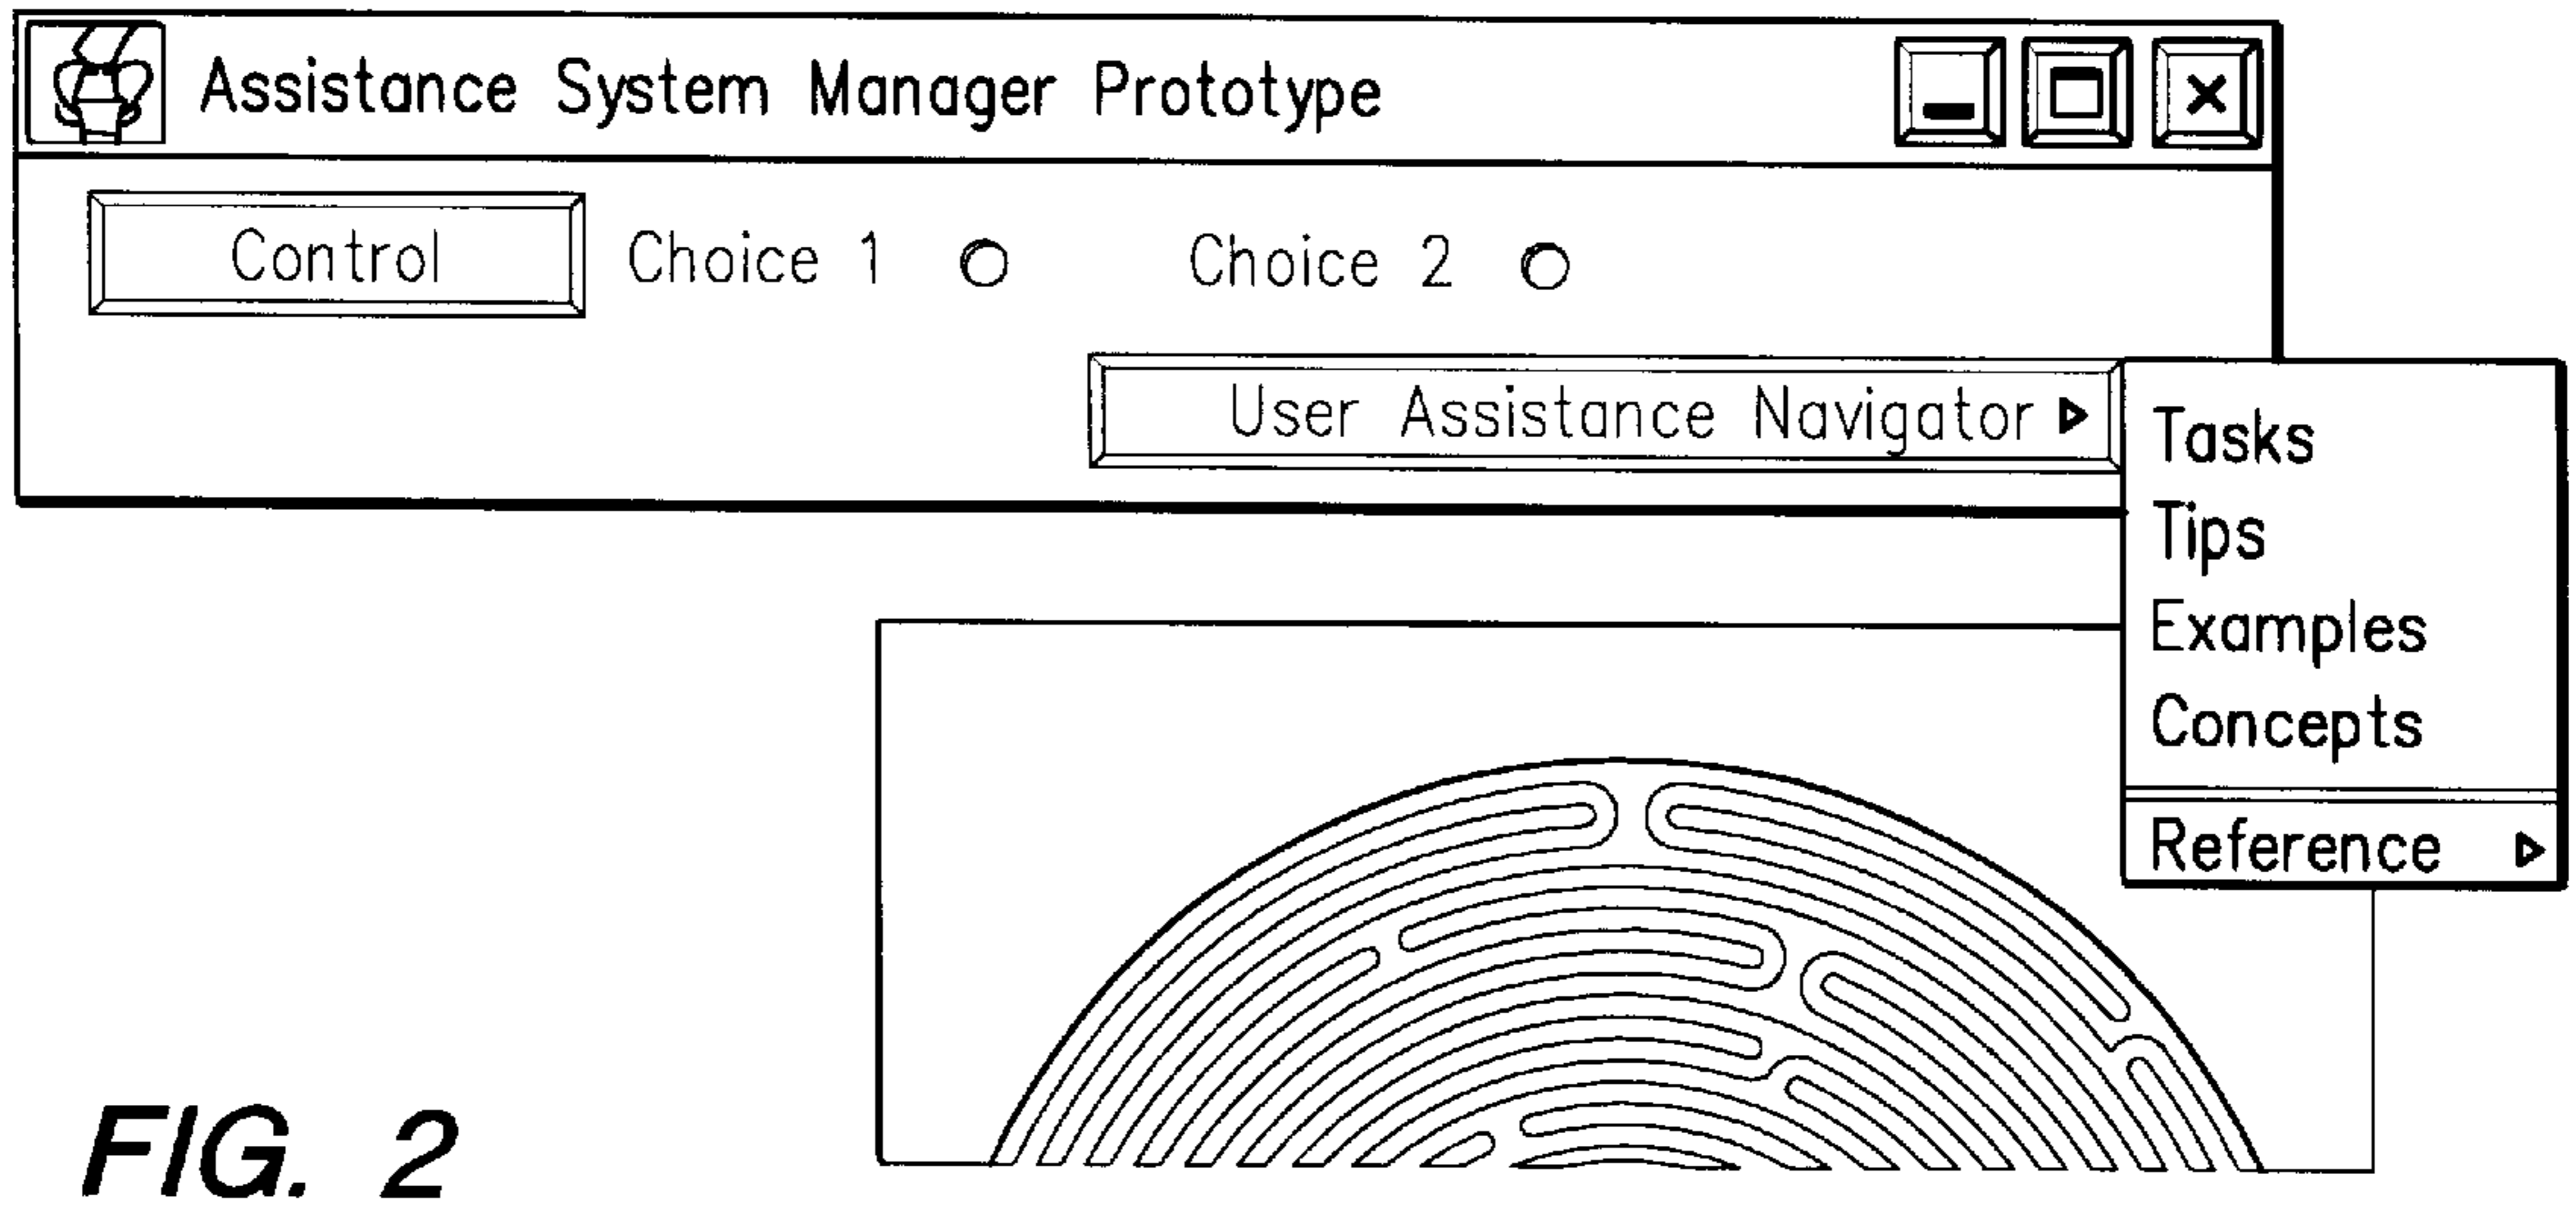 Assistance System Manager Prototype
Control Choice 1 Choice 2
User Assistance Navigator
Tasks
Tips
Examples
Concepts
Reference
FIG. 2